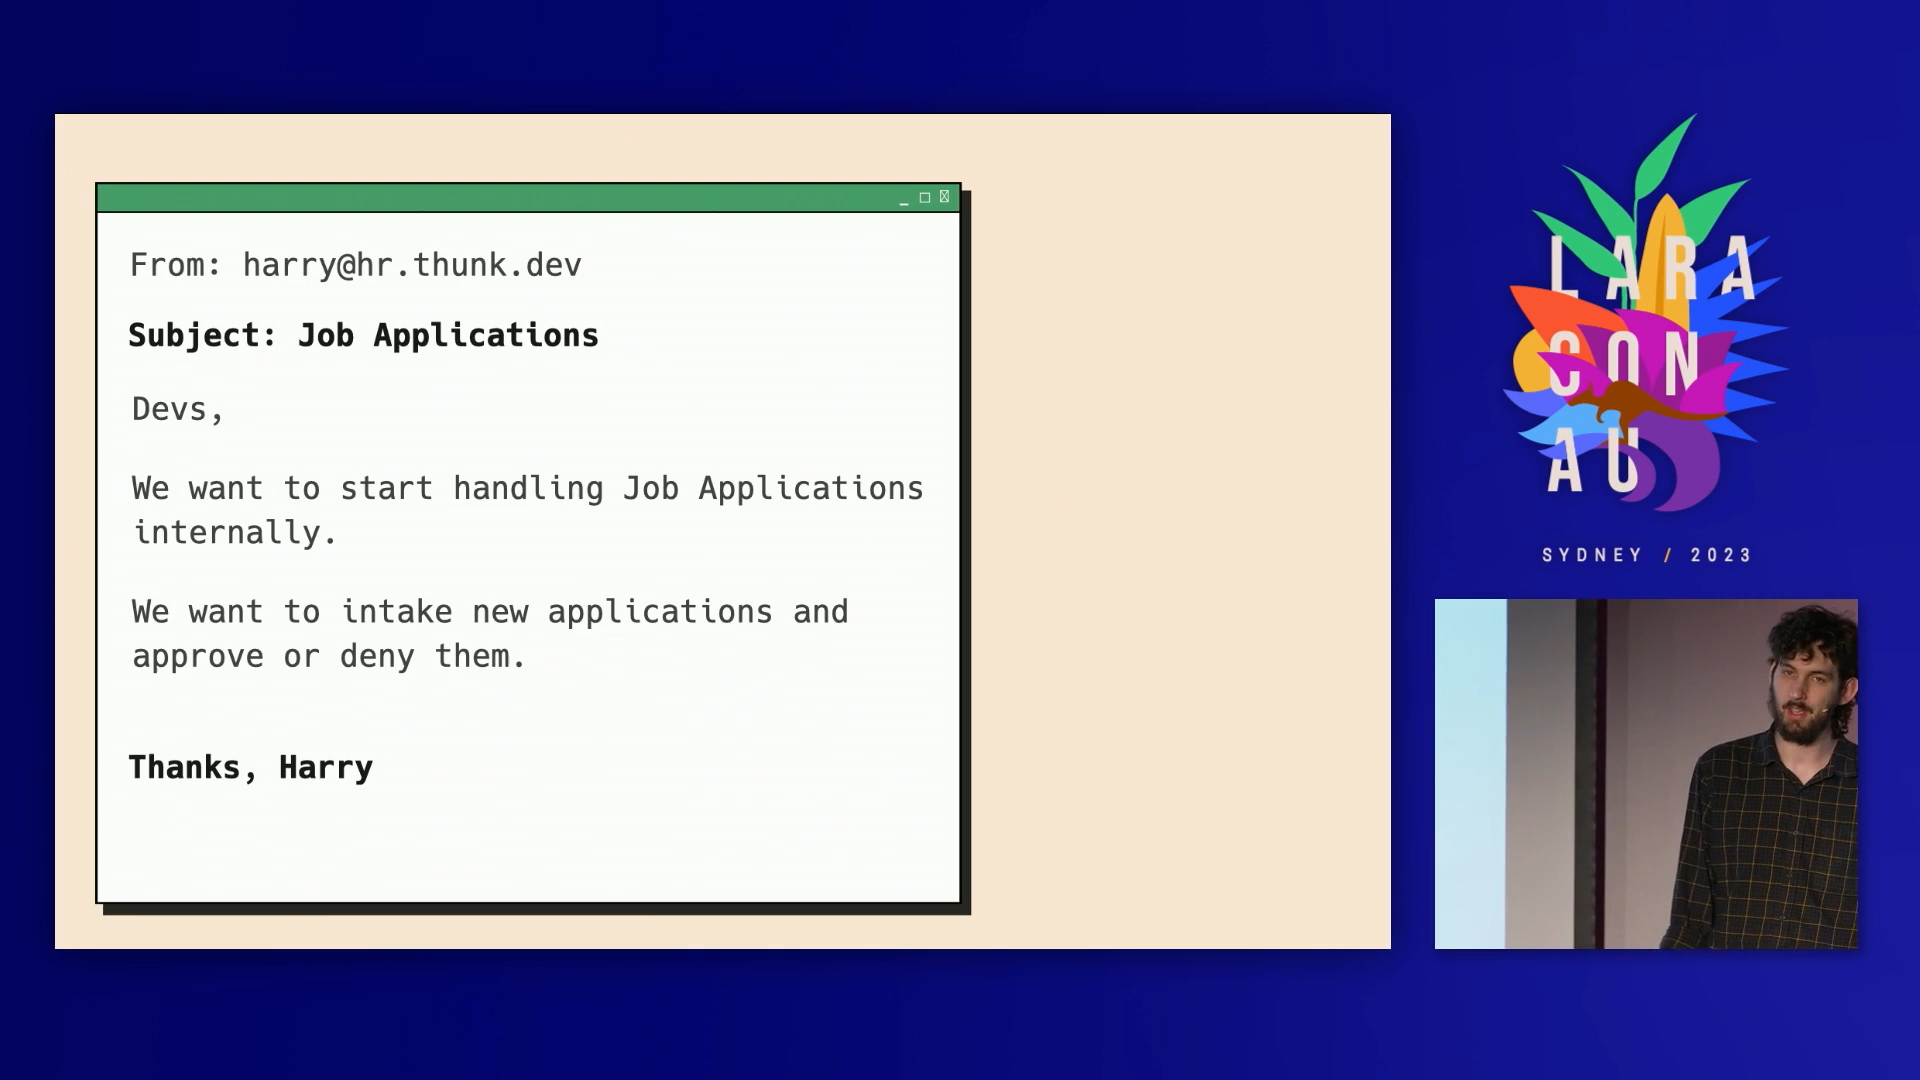 From: harry@hr.thunk.dev
Subject: Job Applications
Devs,
We want to start handling Job Applications
internally.
We want to intake new applications and
approve or deny them.
Thanks, Harry
LARA
CON
AU
SYDNEY / 2023